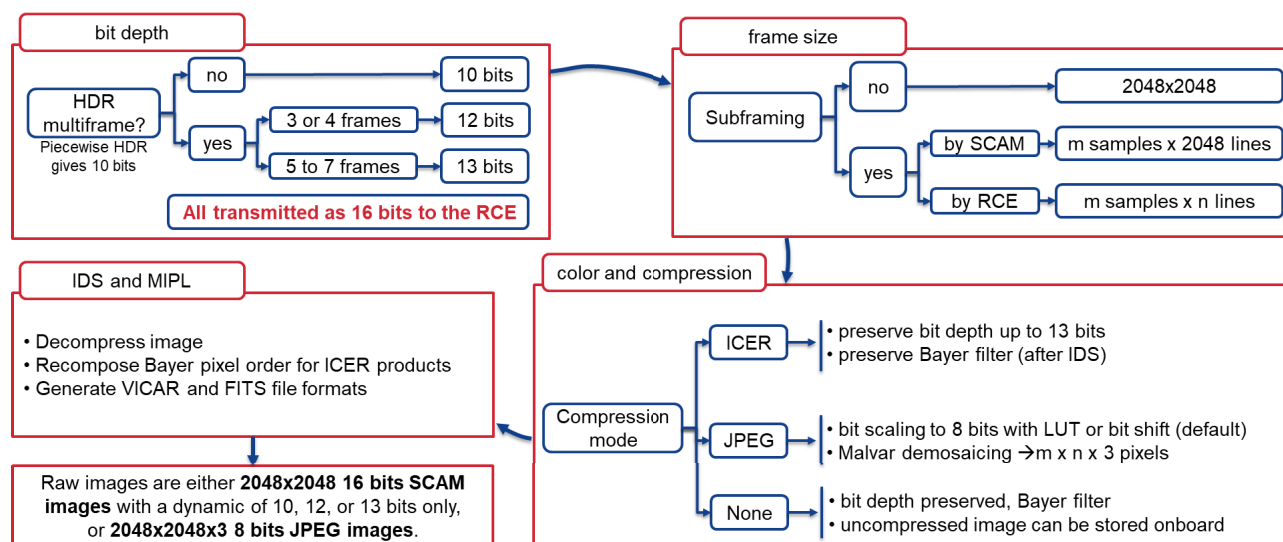 bit depth
HDR
multiframe?
Piecewise HDR
gives 10 bits
no
10 bits
yes
3 or 4 frames
12 bits
5 to 7 frames
13 bits
All transmitted as 16 bits to the RCE
frame size
Subframing
no
2048x2048
yes
by SCAM
m samples x 2048 lines
by RCE
m samples x n lines
color and compression
Compression
mode
ICER
• preserve bit depth up to 13 bits
• preserve Bayer filter (after IDS)
JPEG
• bit scaling to 8 bits with LUT or bit shift (default)
• Malvar demosaicing →m x n x 3 pixels
None
• bit depth preserved, Bayer filter
• uncompressed image can be stored onboard
IDS and MIPL
• Decompress image
• Recompose Bayer pixel order for ICER products
• Generate VICAR and FITS file formats
Raw images are either 2048x2048 16 bits SCAM
images with a dynamic of 10, 12, or 13 bits only,
or 2048x2048x3 8 bits JPEG images.